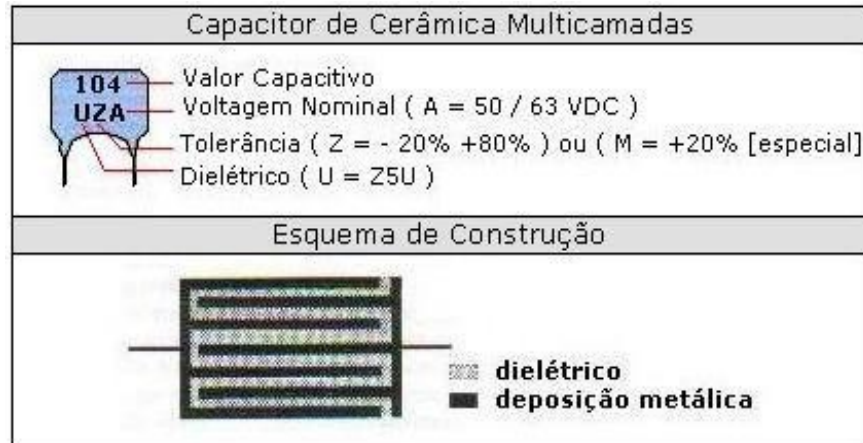 Capacitor de Cerâmica Multicamadas
104
UZA
Valor Capacitivo
Voltagem Nominal ( A = 50 / 63 VDC )
Tolerância ( Z = - 20% +80% ) ou ( M = +20% [especial]
Dielétrico ( U = Z5U )
Esquema de Construção
dielétrico
deposição metálica